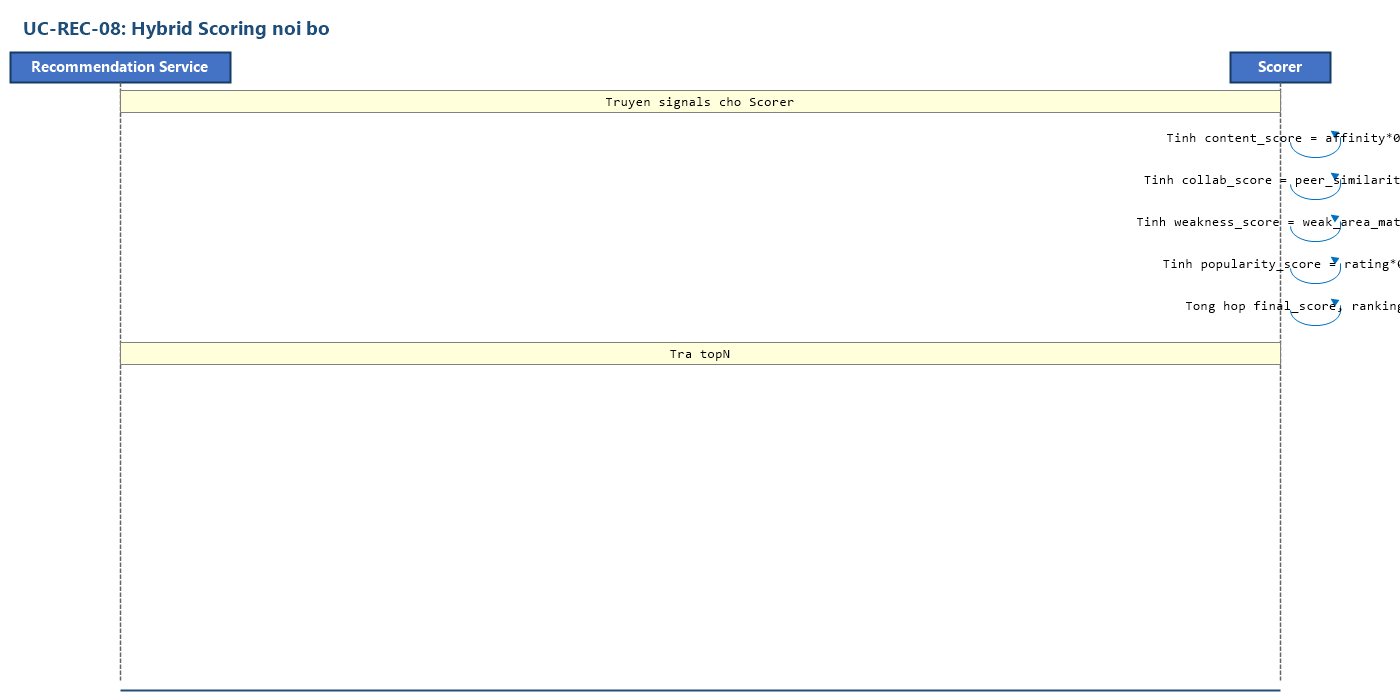 UC-REC-08: Hybrid Scoring noi bo
Recommendation Service
Scorer
Truyen signals cho Scorer
Tinh content_score = affinity*0
Tinh collab_score = peer_similarit
Tinh weakness_score = weak_area_mat
Tinh popularity_score = rating*0
Tong hop final_score, ranking
Tra topN